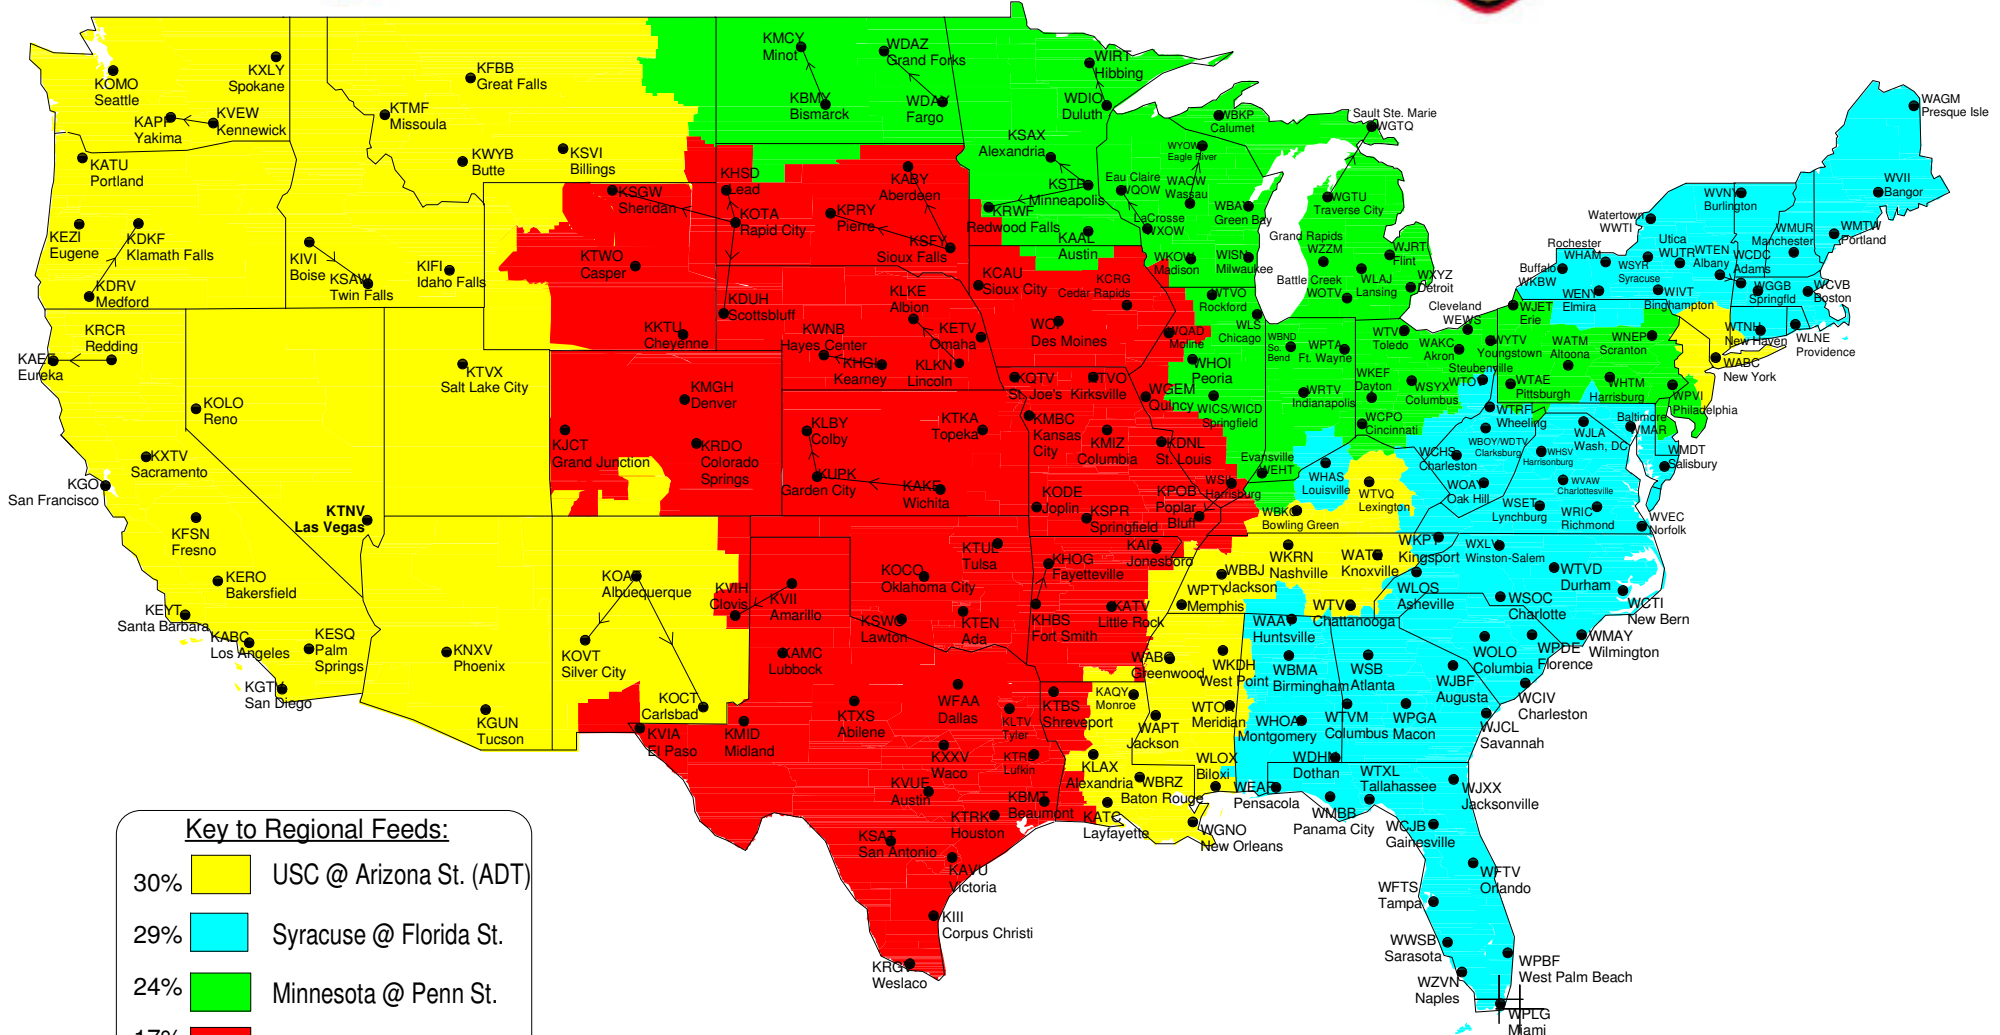 KOMO
Seattle
KXLY
Spokane
KAPP
Yakima
KVEW
Kennewick
KATU
Portland
KEZI
Eugene
KDKF
Klamath Falls
KDRV
Medford
KFBB
Great Falls
KTMF
Missoula
KWYB
Butte
KSVI
Billings
KIVI
Boise
KSAW
Twin Falls
KIFI
Idaho Falls
KRCR
Redding
KAEF
Eureka
KOLO
Reno
KXTV
Sacramento
KGO
San Francisco
KFSN
Fresno
KTNV
Las Vegas
KERO
Bakersfield
KEYT
Santa Barbara
KABC
Los Angeles
KESQ
Palm
Springs
KGTV
San Diego
KNXV
Phoenix
KGUN
Tucson
KTVX
Salt Lake City
KOAT
Albuequerque
KOVT
Silver City
KOCT
Carlsbad
KMCY
Minot
WDAZ
Grand Forks
KBMY
Bismarck
WDAY
Fargo
WIRT
Hibbing
WDIO
Duluth
KSAX
Alexandria
KSTP
Minneapolis
KRWF
Redwood Falls
KAAL
Austin
KSGW
Sheridan
KHSD
Lead
KOTA
Rapid City
KPRY
Pierre
KABY
Aberdeen
KSFY
Sioux Falls
KTWO
Casper
KDUH
Scottsbluff
KKTU
Cheyenne
KLKE
Albion
KWNB
Hayes Center
KHGI
Kearney
KLKN
Lincoln
KETV
Omaha
KCAU
Sioux City
KCRG
Cedar Rapids
WOI
Des Moines
WQAD
Moline
KMGH
Denver
KJCT
Grand Junction
KRDO
Colorado
Springs
KLBY
Colby
KTKA
Topeka
KUPK
Garden City
KAKE
Wichita
KQTV
St. Joe's
KTVO
Kirksville
WGEM
Quincy
KMBC
Kansas
City
KMIZ
Columbia
KDNL
St. Louis
KODE
Joplin
KSPR
Springfield
KPOB
Poplar
Bluff
WSIL
Harrisburg
KVIH
Clovis
KVII
Amarillo
KOCO
Oklahoma City
KTUL
Tulsa
KSWO
Lawton
KTEN
Ada
KHOG
Fayetteville
KAIT
Jonesboro
KHBS
Fort Smith
KATV
Little Rock
KAMC
Lubbock
KVIA
El Paso
KMID
Midland
KTXS
Abilene
WFAA
Dallas
KLTV
Tyler
KTBS
Shreveport
KXXV
Waco
KTRE
Lufkin
KVUE
Austin
KTRK
Houston
KBMT
Beaumont
KSAT
San Antonio
KAVU
Victoria
KIII
Corpus Christi
KRGV
Weslaco
WBKP
Calumet
Sault Ste. Marie
WGTQ
WYOW
Eagle River
Eau Claire
WQOW
WAOW
Wassau
WBAY
Green Bay
WGTU
Traverse City
LaCrosse
WXOW
WKOW
Madison
WISN
Milwaukee
Grand Rapids
WZZM
WJRT
Flint
Battle Creek
WOTV
WLAJ
Lansing
WXYZ
Detroit
WTVO
Rockford
WLS
Chicago
WBND
So.
Bend
WPTA
Ft. Wayne
WTVG
Toledo
Cleveland
WEWS
WAKC
Akron
WYTV
Youngstown
Steubenville
WTOV
WJET
Erie
WHOI
Peoria
WICS/WICD
Springfield
WRTV
Indianapolis
WKEF
Dayton
WSYX
Columbus
WCPO
Cincinnati
WTAE
Pittsburgh
WATM
Altoona
WNEP
Scranton
WHTM
Harrisburg
WPVI
Philadelphia
Evansville
WEHT
WHAS
Louisville
WTVQ
Lexington
WBKO
Bowling Green
WKRN
Nashville
WATE
Knoxville
WBBJ
Jackson
WPTY
Memphis
WTVC
Chattanooga
WABG
Greenwood
WKDH
West Point
KAQY
Monroe
WAPT
Jackson
WTOK
Meridian
KLAX
Alexandria
WBRZ
Baton Rouge
WLOX
Biloxi
KATC
Layfayette
WGNO
New Orleans
WAGM
Presque Isle
WVII
Bangor
WVNY
Burlington
WMTW
Portland
WMUR
Manchester
Watertown
WWTI
Utica
WUTR
WTEN
Albany
WCDC
Adams
Rochester
WHAM
WSYR
Syracuse
Buffalo
WKBW
WENY
Elmira
WIVT
Binghampton
WGGB
Springfld
WCVB
Boston
WTNH
New Haven
WLNE
Providence
WABC
New York
WTRF
Wheeling
WBOY/WDTV
Clarksburg
WJLA
Wash, DC
Baltimore
WMAR
WMDT
Salisbury
WCHS
Charleston
WHSV
Harrisonburg
WVAW
Charlottesville
WOAY
Oak Hill
WSET
Lynchburg
WRIC
Richmond
WVEC
Norfolk
WKPT
Kingsport
WXLV
Winston-Salem
WTVD
Durham
WLOS
Asheville
WSOC
Charlotte
WCTI
New Bern
WAAY
Huntsville
WOLO
Columbia
WPDE
Florence
WMAY
Wilmington
WBMA
Birmingham
WSB
Atlanta
WJBF
Augusta
WCIV
Charleston
WHOA
Montgomery
WTVM
Columbus
WPGA
Macon
WJCL
Savannah
WDHN
Dothan
WEAR
Pensacola
WTXL
Tallahassee
WMBB
Panama City
WJXX
Jacksonville
WCJB
Gainesville
WFTV
Orlando
WFTS
Tampa
WWSB
Sarasota
WPBF
West Palm Beach
WZVN
Naples
WPLG
Miami
Key to Regional Feeds:
30% USC @ Arizona St. (ADT)
29% Syracuse @ Florida St.
24% Minnesota @ Penn St.
17%